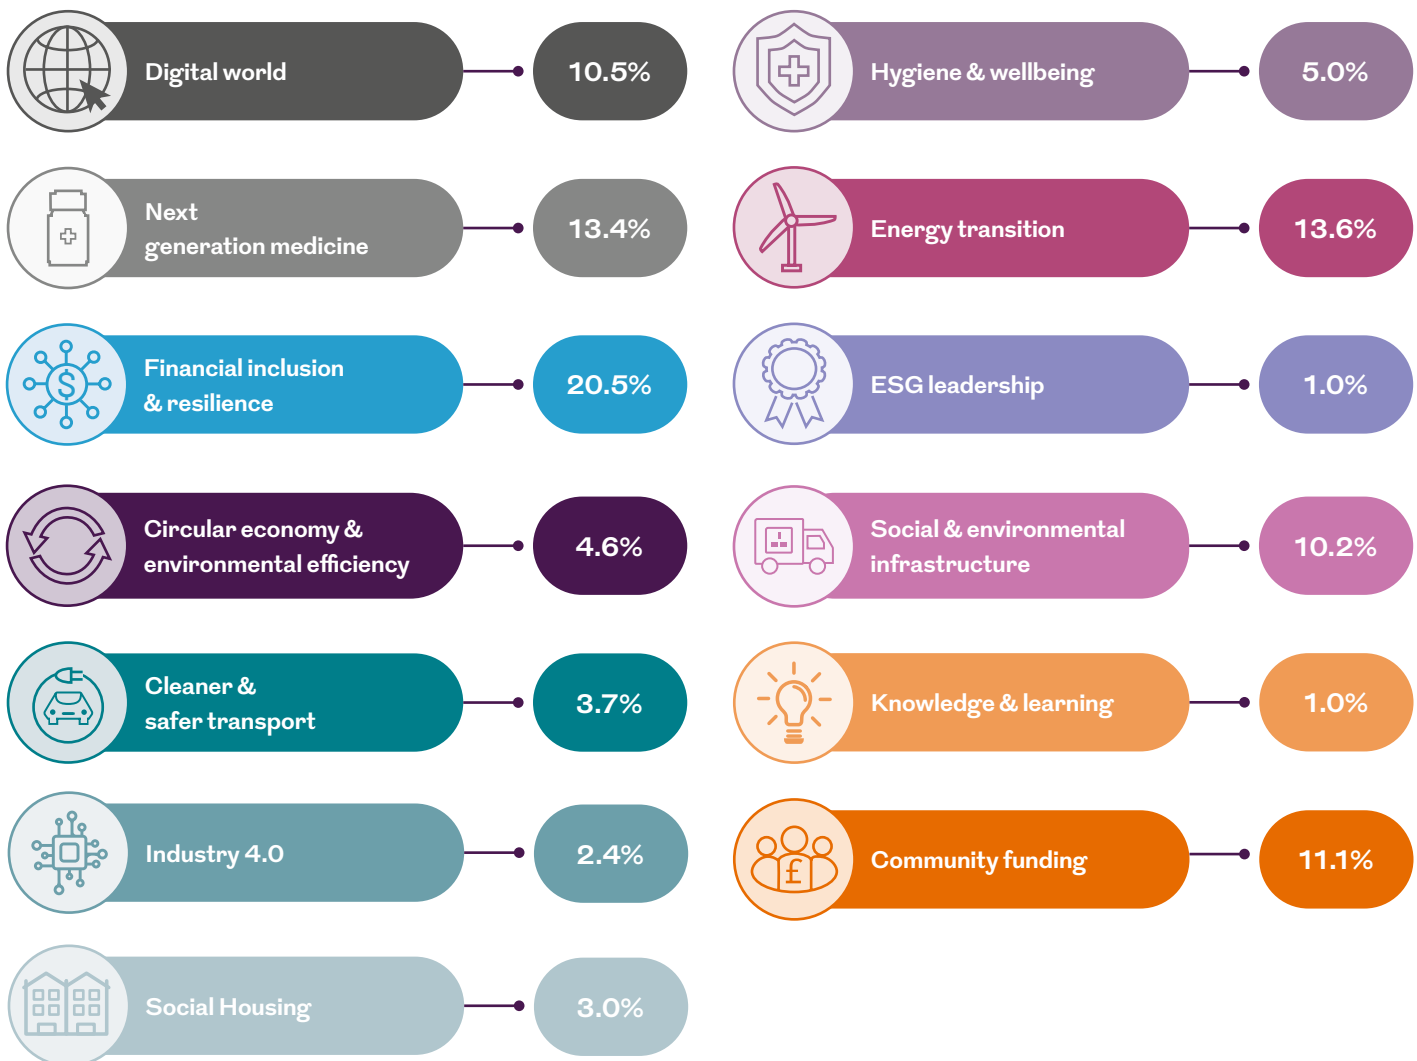 Digital world
10.5%
Next
generation medicine
13.4%
$
Financial inclusion
& resilience
20.5%
Circular economy &
environmental efficiency
4.6%
Cleaner &
safer transport
3.7%
Industry 4.0
2.4%
Social Housing
3.0%
Hygiene & wellbeing
5.0%
Energy transition
13.6%
ESG leadership
1.0%
Social & environmental
infrastructure
10.2%
Knowledge & learning
1.0%
£
Community funding
11.1%